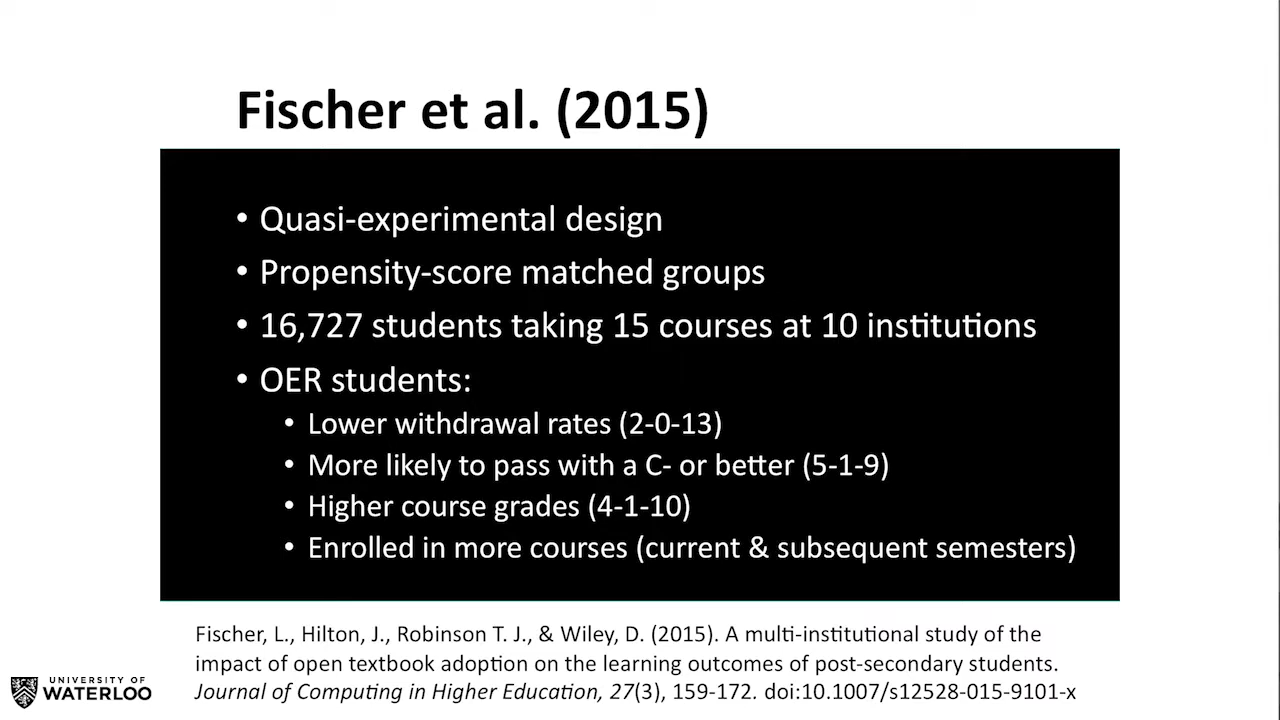 Fischer et al. (2015)
• Quasi-experimental design
• Propensity-score matched groups
• 16,727 students taking 15 courses at 10 institutions
• OER students:
• Lower withdrawal rates (2-0-13)
• More likely to pass with a C- or better (5-1-9)
• Higher course grades (4-1-10)
• Enrolled in more courses (current & subsequent semesters)
Fischer, L., Hilton, J., Robinson T. J., & Wiley, D. (2015). A multi-institutional study of the
impact of open textbook adoption on the learning outcomes of post-secondary students.
Journal of Computing in Higher Education, 27(3), 159-172. doi:10.1007/s12528-015-9101-x
UNIVERSITY OF
WATERLOO